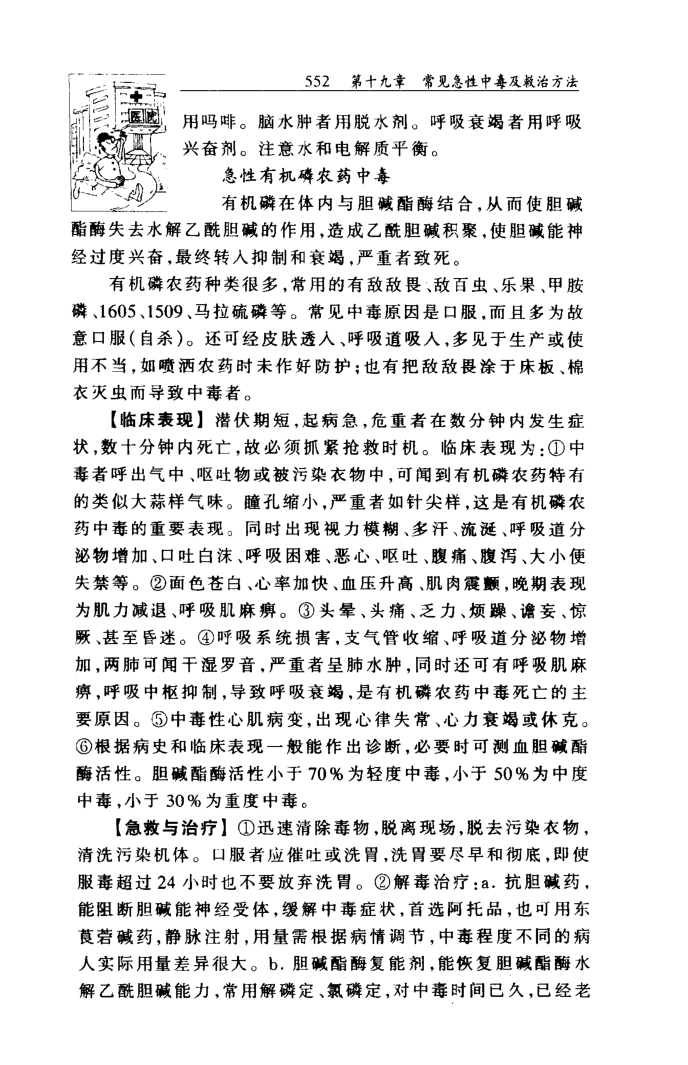 552 第十九章 常见急性中毒及救治方法
医院
用吗啡。脑水肿者用脱水剂。呼吸衰竭者用呼吸
兴奋剂。注意水和电解质平衡。
急性有机磷农药中毒
有机磷在体内与胆碱酯酶结合,从而使胆碱
酯酶失去水解乙酰胆碱的作用,造成乙酰胆碱积聚,使胆碱能神
经过度兴奋,最终转入抑制和衰竭,严重者致死。
有机磷农药种类很多,常用的有敌敌畏、敌百虫、乐果、甲胺
磷、1605、1509、马拉硫磷等。常见中毒原因是口服,而且多为故
意口服(自杀)。还可经皮肤透入、呼吸道吸入,多见于生产或使
用不当,如喷洒农药时未作好防护;也有把敌敌畏涂于床板、棉
衣灭虫而导致中毒者。
【临床表现】潜伏期短,起病急,危重者在数分钟内发生症
状,数十分钟内死亡,故必须抓紧抢救时机。临床表现为:①中
毒者呼出气中、呕吐物或被污染衣物中,可闻到有机磷农药特有
的类似大蒜样气味。瞳孔缩小,严重者如针尖样,这是有机磷农
药中毒的重要表现。同时出现视力模糊、多汗、流涎、呼吸道分
泌物增加、口吐白沫、呼吸困难、恶心、呕吐、腹痛、腹泻、大小便
失禁等。②面色苍白、心率加快、血压升高、肌肉震颤,晚期表现
为肌力减退、呼吸肌麻痹。③头晕、头痛、乏力、烦躁、谵妄、惊
厥、甚至昏迷。④呼吸系统损害,支气管收缩、呼吸道分泌物增
加,两肺可闻干湿罗音,严重者呈肺水肿,同时还可有呼吸肌麻
痹,呼吸中枢抑制,导致呼吸衰竭,是有机磷农药中毒死亡的主
要原因。⑤中毒性心肌病变,出现心律失常、心力衰竭或休克。
⑥根据病史和临床表现一般能作出诊断,必要时可测血胆碱酯
酶活性。胆碱酯酶活性小于70%为轻度中毒,小于50%为中度
中毒,小于30%为重度中毒。
【急救与治疗】①迅速清除毒物,脱离现场,脱去污染衣物,
清洗污染机体。口服者应催吐或洗胃,洗胃要尽早和彻底,即使
服毒超过24小时也不要放弃洗胃。②解毒治疗:a.抗胆碱药,
能阻断胆碱能神经受体,缓解中毒症状,首选阿托品,也可用东
莨菪碱药,静脉注射,用量需根据病情调节,中毒程度不同的病
人实际用量差异很大。b.胆碱酯酶复能剂,能恢复胆碱酯酶水
解乙酰胆碱能力,常用解磷定、氯磷定,对中毒时间已久,已经老